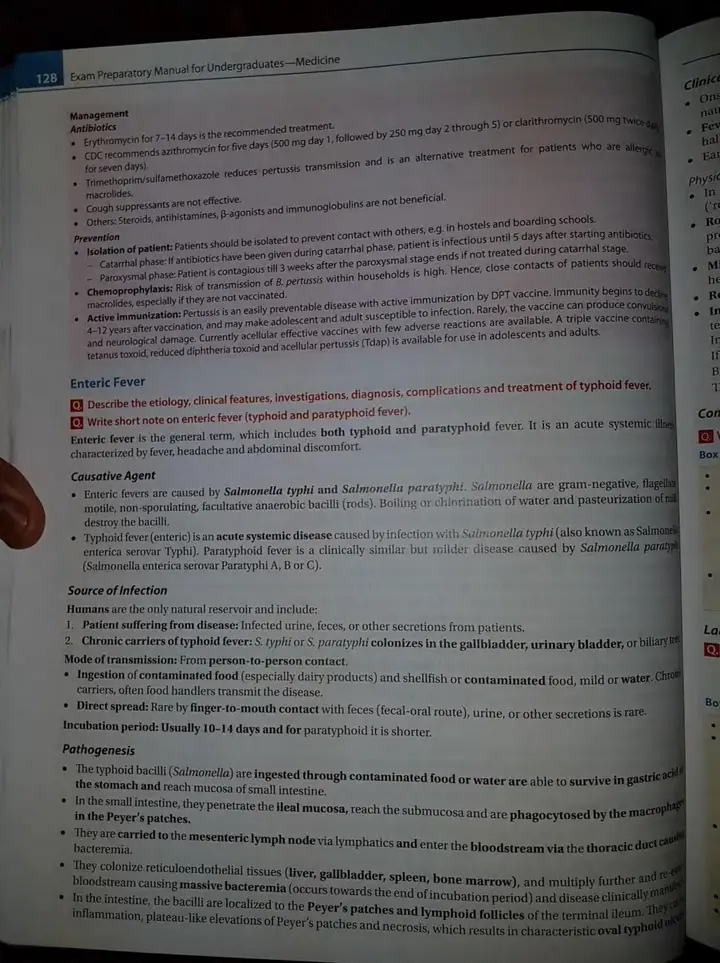 128 Exam Preparatory Manual for Undergraduates—Medicine
Management
Antibiotics
• Erythromycin for 7–14 days is the recommended treatment.
• CDC recommends azithromycin for five days (500 mg day 1, followed by 250 mg day 2 through 5) or clarithromycin (500 mg twice daily
for seven days).
• Trimethoprim/sulfamethoxazole reduces pertussis transmission and is an alternative treatment for patients who are allergic to
macrolides.
• Cough suppressants are not effective.
• Others: Steroids, antihistamines, β-agonists and immunoglobulins are not beneficial.
Prevention
• Isolation of patient: Patients should be isolated to prevent contact with others, e.g. in hostels and boarding schools.
– Catarrhal phase: If antibiotics have been given during catarrhal phase, patient is infectious until 5 days after starting antibiotics.
– Paroxysmal phase: Patient is contagious till 3 weeks after the paroxysmal stage ends if not treated during catarrhal stage.
• Chemoprophylaxis: Risk of transmission of B. pertussis within households is high. Hence, close contacts of patients should receive
macrolides, especially if they are not vaccinated.
• Active immunization: Pertussis is an easily preventable disease with active immunization by DPT vaccine. Immunity begins to decline
4–12 years after vaccination, and may make adolescent and adult susceptible to infection. Rarely, the vaccine can produce convulsions
and neurological damage. Currently acellular effective vaccines with few adverse reactions are available. A triple vaccine containing
tetanus toxoid, reduced diphtheria toxoid and acellular pertussis (Tdap) is available for use in adolescents and adults.
Enteric Fever
Q. Describe the etiology, clinical features, investigations, diagnosis, complications and treatment of typhoid fever.
Q. Write short note on enteric fever (typhoid and paratyphoid fever).
Enteric fever is the general term, which includes both typhoid and paratyphoid fever. It is an acute systemic illness
characterized by fever, headache and abdominal discomfort.
Causative Agent
• Enteric fevers are caused by Salmonella typhi and Salmonella paratyphi. Salmonella are gram-negative, flagellate
motile, non-sporulating, facultative anaerobic bacilli (rods). Boiling or chlorination of water and pasteurization of milk
destroy the bacilli.
• Typhoid fever (enteric) is an acute systemic disease caused by infection with Salmonella typhi (also known as Salmonella
enterica serovar Typhi). Paratyphoid fever is a clinically similar but milder disease caused by Salmonella paratyphi
(Salmonella enterica serovar Paratyphi A, B or C).
Source of Infection
Humans are the only natural reservoir and include:
1. Patient suffering from disease: Infected urine, feces, or other secretions from patients.
2. Chronic carriers of typhoid fever: S. typhi or S. paratyphi colonizes in the gallbladder, urinary bladder, or biliary tree.
Mode of transmission: From person-to-person contact.
• Ingestion of contaminated food (especially dairy products) and shellfish or contaminated food, mild or water. Chronic
carriers, often food handlers transmit the disease.
• Direct spread: Rare by finger-to-mouth contact with feces (fecal-oral route), urine, or other secretions is rare.
Incubation period: Usually 10–14 days and for paratyphoid it is shorter.
Pathogenesis
• The typhoid bacilli (Salmonella) are ingested through contaminated food or water are able to survive in gastric acid
the stomach and reach mucosa of small intestine.
• In the small intestine, they penetrate the ileal mucosa, reach the submucosa and are phagocytosed by the macrophages
in the Peyer's patches.
• They are carried to the mesenteric lymph node via lymphatics and enter the bloodstream via the thoracic duct causing
bacteremia.
• They colonize reticuloendothelial tissues (liver, gallbladder, spleen, bone marrow), and multiply further and
bloodstream causing massive bacteremia (occurs towards the end of incubation period) and disease clinically
• In the intestine, the bacilli are localized to the Peyer's patches and lymphoid follicles of the terminal ileum. They
inflammation, plateau-like elevations of Peyer's patches and necrosis, which results in characteristic oval typhoid